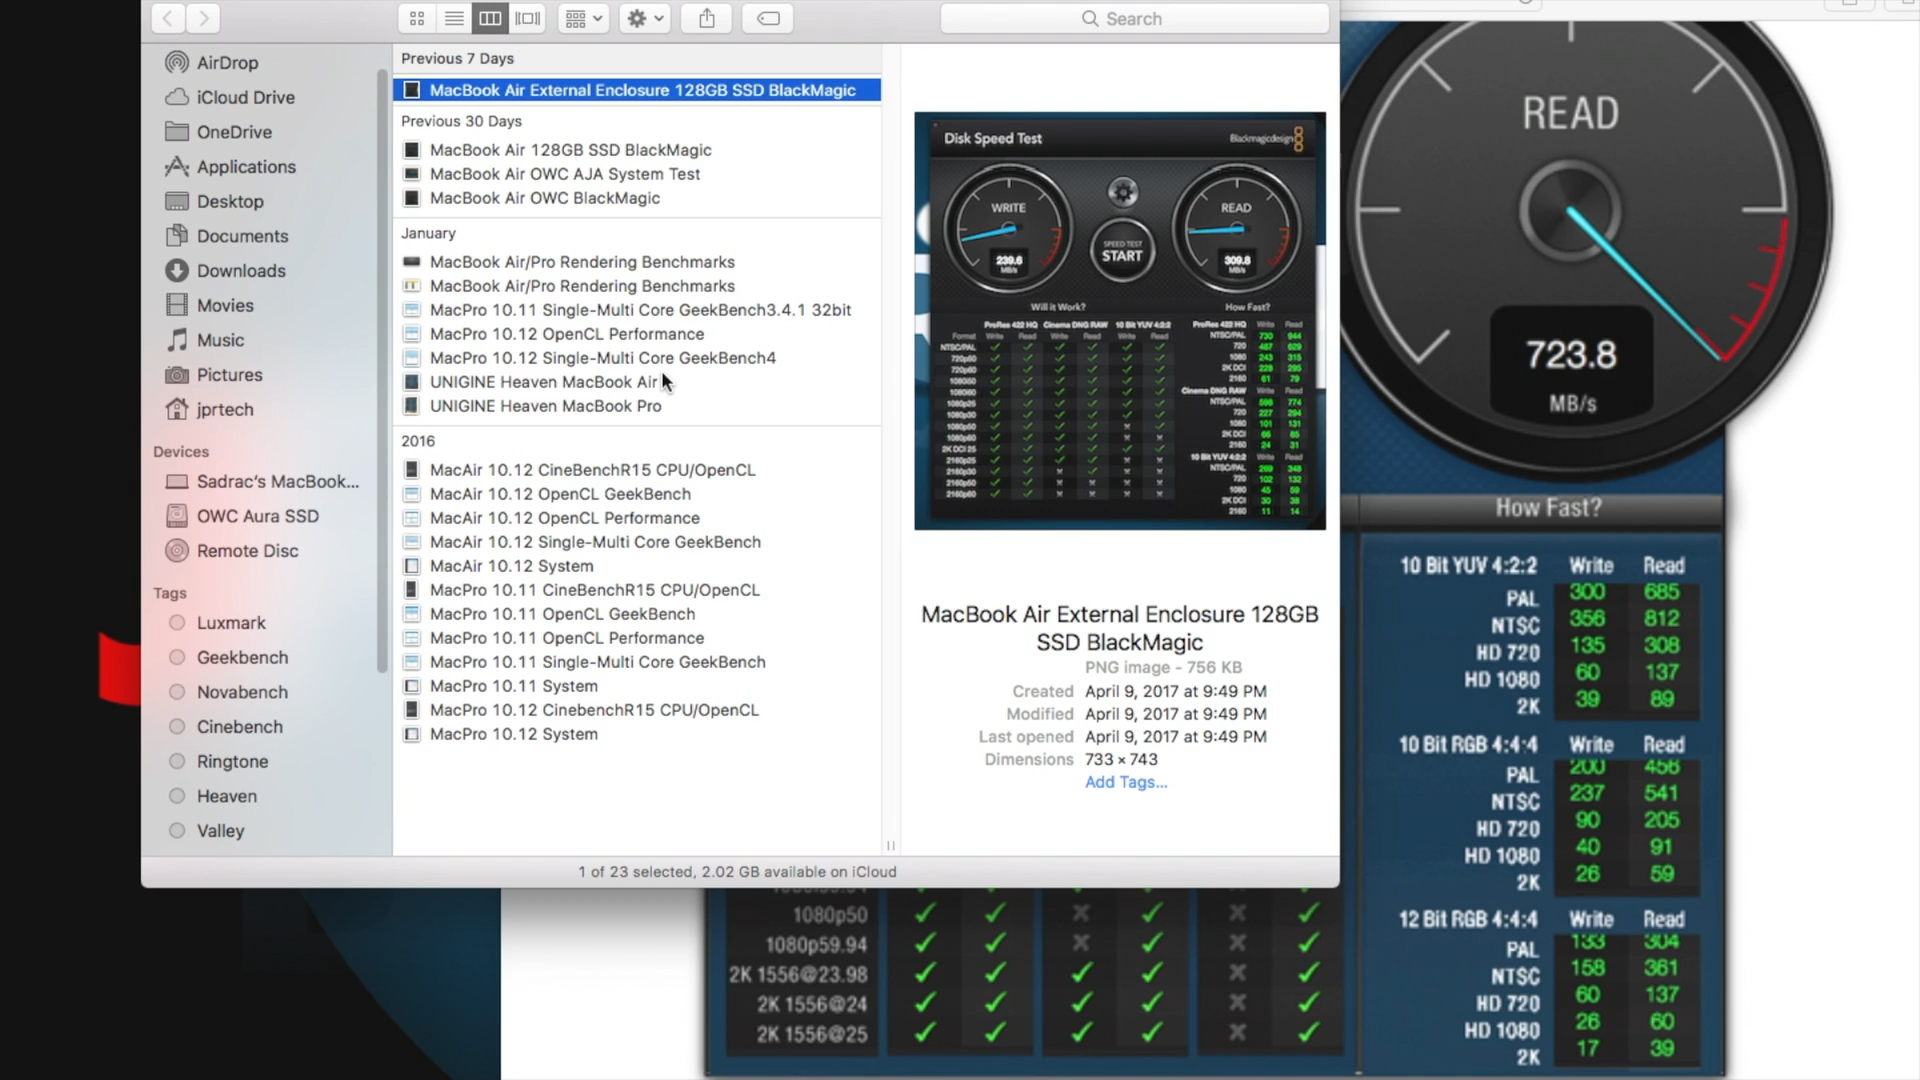 Search
AirDrop
iCloud Drive
OneDrive
Applications
Desktop
Documents
Downloads
Movies
Music
Pictures
jprtech
Devices
Sadrac's MacBook...
OWC Aura SSD
Remote Disc
Tags
Luxmark
Geekbench
Novabench
Cinebench
Ringtone
Heaven
Valley
Previous 7 Days
MacBook Air External Enclosure 128GB SSD BlackMagic
Previous 30 Days
MacBook Air 128GB SSD BlackMagic
MacBook Air OWC AJA System Test
MacBook Air OWC BlackMagic
January
MacBook Air/Pro Rendering Benchmarks
MacBook Air/Pro Rendering Benchmarks
MacPro 10.11 Single-Multi Core GeekBench3.4.1 32bit
MacPro 10.12 OpenCL Performance
MacPro 10.12 Single-Multi Core GeekBench4
UNIGINE Heaven MacBook Air
UNIGINE Heaven MacBook Pro
2016
MacAir 10.12 CineBenchR15 CPU/OpenCL
MacAir 10.12 OpenCL GeekBench
MacAir 10.12 OpenCL Performance
MacAir 10.12 Single-Multi Core GeekBench
MacAir 10.12 System
MacPro 10.11 CineBenchR15 CPU/OpenCL
MacPro 10.11 OpenCL GeekBench
MacPro 10.11 OpenCL Performance
MacPro 10.11 Single-Multi Core GeekBench
MacPro 10.11 System
MacPro 10.12 CinebenchR15 CPU/OpenCL
MacPro 10.12 System
Disk Speed Test
Blackmagicdesign
WRITE
239.6
MB/s
SPEED TEST
START
READ
309.8
MB/s
Will it Work?
How Fast?
MacBook Air External Enclosure 128GB
SSD BlackMagic
PNG image - 756 KB
Created April 9, 2017 at 9:49 PM
Modified April 9, 2017 at 9:49 PM
Last opened April 9, 2017 at 9:49 PM
Dimensions 733 × 743
Add Tags...
1 of 23 selected, 2.02 GB available on iCloud
READ
723.8
MB/s
How Fast?
10 Bit YUV 4:2:2 Write Read
PAL 300 685
NTSC 356 812
HD 720 135 308
HD 1080 60 137
2K 39 89
10 Bit RGB 4:4:4 Write Read
PAL 200 456
NTSC 237 541
HD 720 90 205
HD 1080 40 91
2K 26 59
12 Bit RGB 4:4:4 Write Read
PAL 133 304
NTSC 158 361
HD 720 60 137
HD 1080 26 60
2K 17 39
1080p50
1080p59.94
2K 1556@23.98
2K 1556@24
2K 1556@25